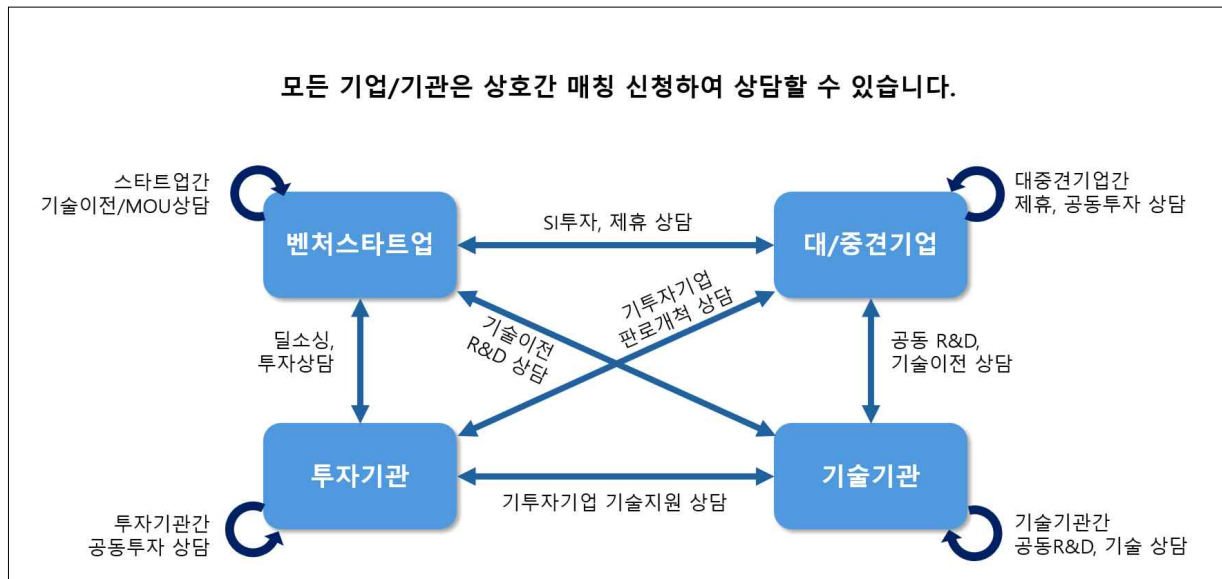 모든 기업/기관은 상호간 매칭 신청하여 상담할 수 있습니다.
스타트업간
기술이전/MOU상담
대중견기업간
제휴, 공동투자 상담
벤처스타트업
SI투자, 제휴 상담
대/중견기업
기투자기업
판로개척 상담
기술이전
R&D 상담
딜소싱,
투자상담
공동 R&D,
기술이전 상담
투자기관
기술기관
기투자기업 기술지원 상담
투자기관간
공동투자 상담
기술기관간
공동R&D, 기술 상담